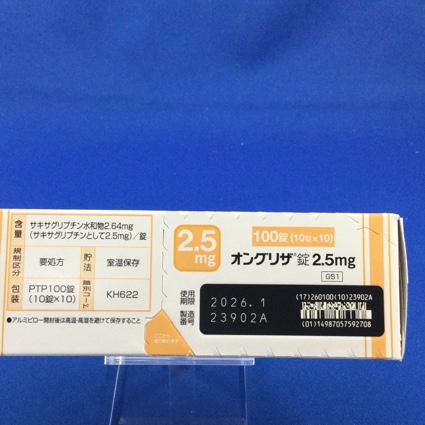 含量
サキサグリプチン水和物2.64mg
(サキサグリプチンとして2.5mg)/錠
規制区分
要処方
貯法
室温保存
包装
PTP100錠
(10錠×10)
識別コード
KH622
●アルミピロー開封後は高温・高湿を避けて保存すること
2.5
mg
100錠(10錠×10)
オングリザ®錠2.5mg
GS1
使用
期限
2026.1
製造
番号
23902A
(17)260100(10)23902A
(01)14987057592708